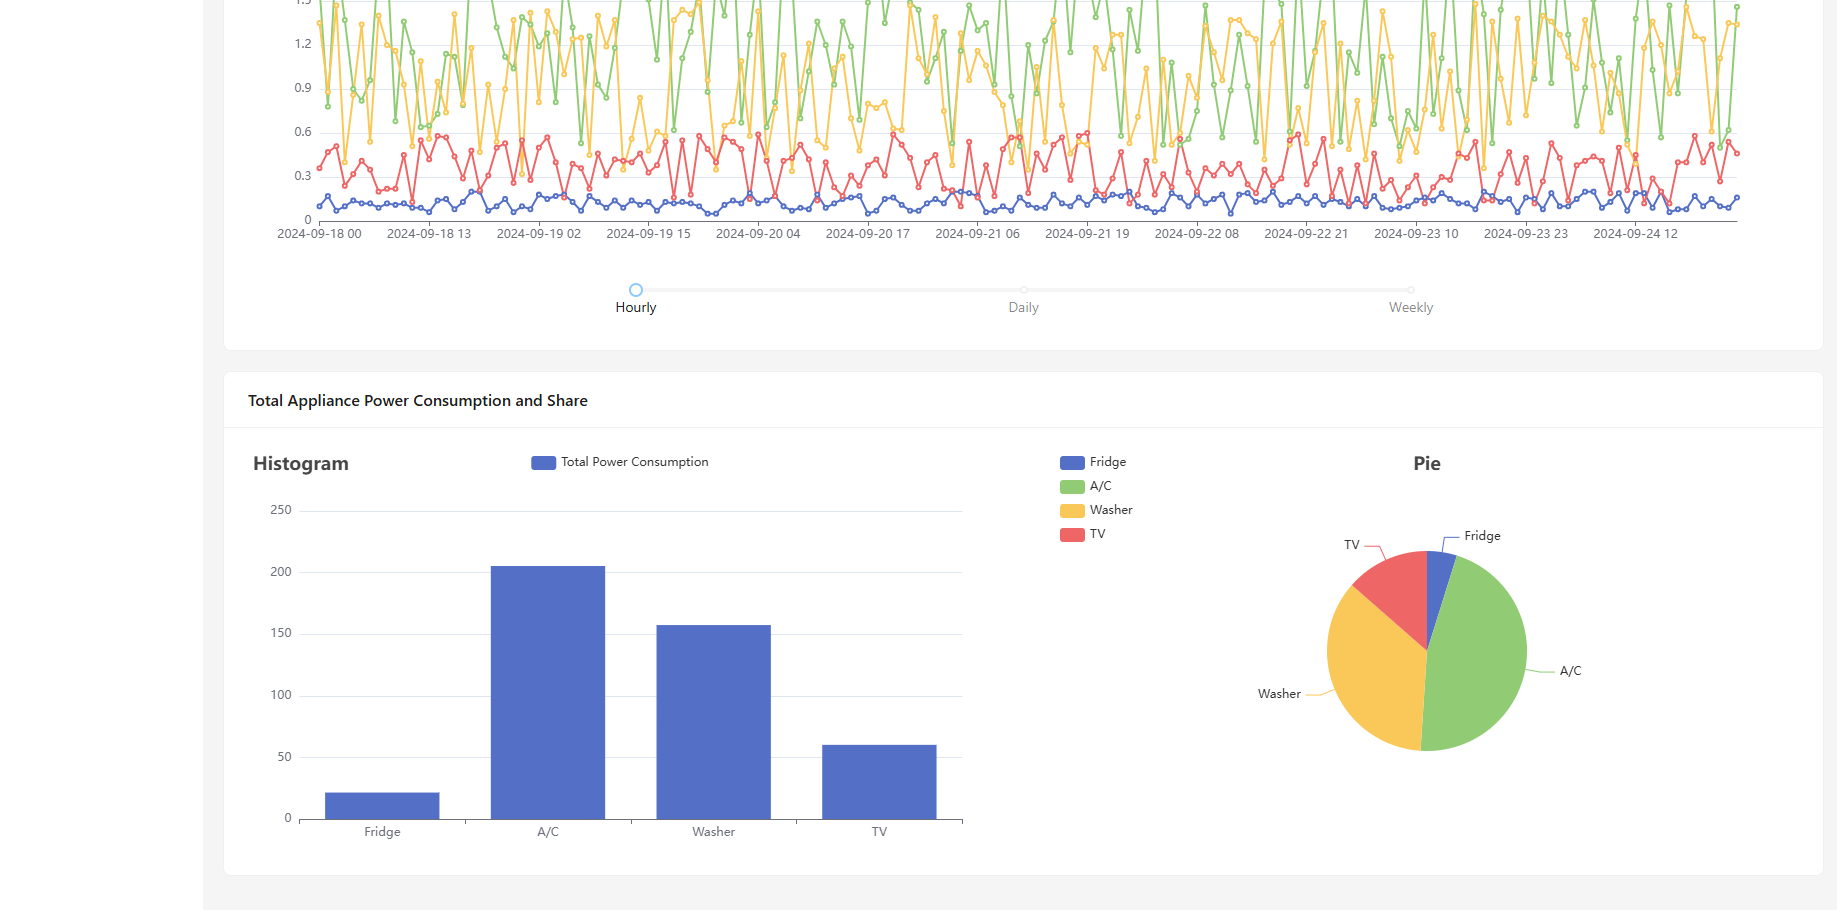 1.5
1.2
0.9
0.6
0.3
0
2024-09-18 00 2024-09-18 13 2024-09-19 02 2024-09-19 15 2024-09-20 04 2024-09-20 17 2024-09-21 06 2024-09-21 19 2024-09-22 08 2024-09-22 21 2024-09-23 10 2024-09-23 23 2024-09-24 12
Hourly Daily Weekly
Total Appliance Power Consumption and Share
Histogram
Total Power Consumption
250
200
150
100
50
0
Fridge A/C Washer TV
Fridge
A/C
Washer
TV
Pie
Fridge
TV
A/C
Washer